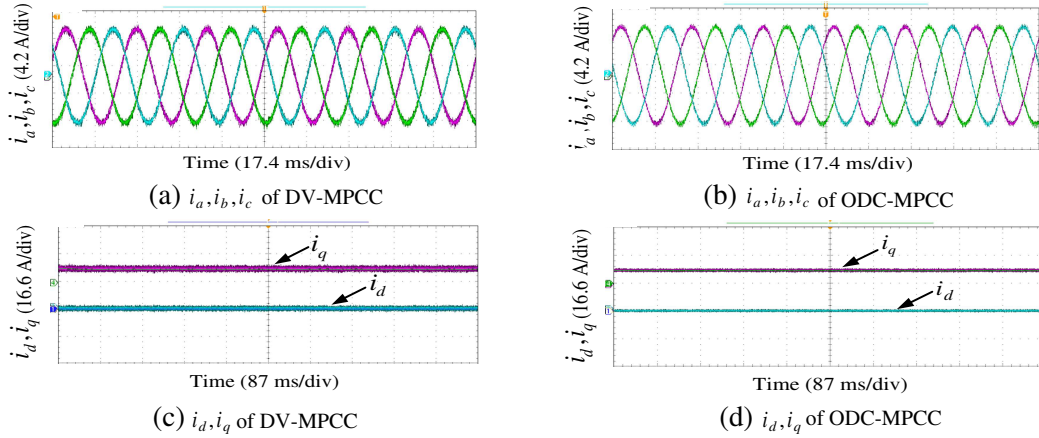 i_a, i_b, i_c (4.2 A/div)
Time (17.4 ms/div)
(a) i_a, i_b, i_c of DV-MPCC
i_a, i_b, i_c (4.2 A/div)
Time (17.4 ms/div)
(b) i_a, i_b, i_c of ODC-MPCC
i_d, i_q (16.6 A/div)
i_q
i_d
Time (87 ms/div)
(c) i_d, i_q of DV-MPCC
i_d, i_q (16.6 A/div)
i_q
i_d
Time (87 ms/div)
(d) i_d, i_q of ODC-MPCC